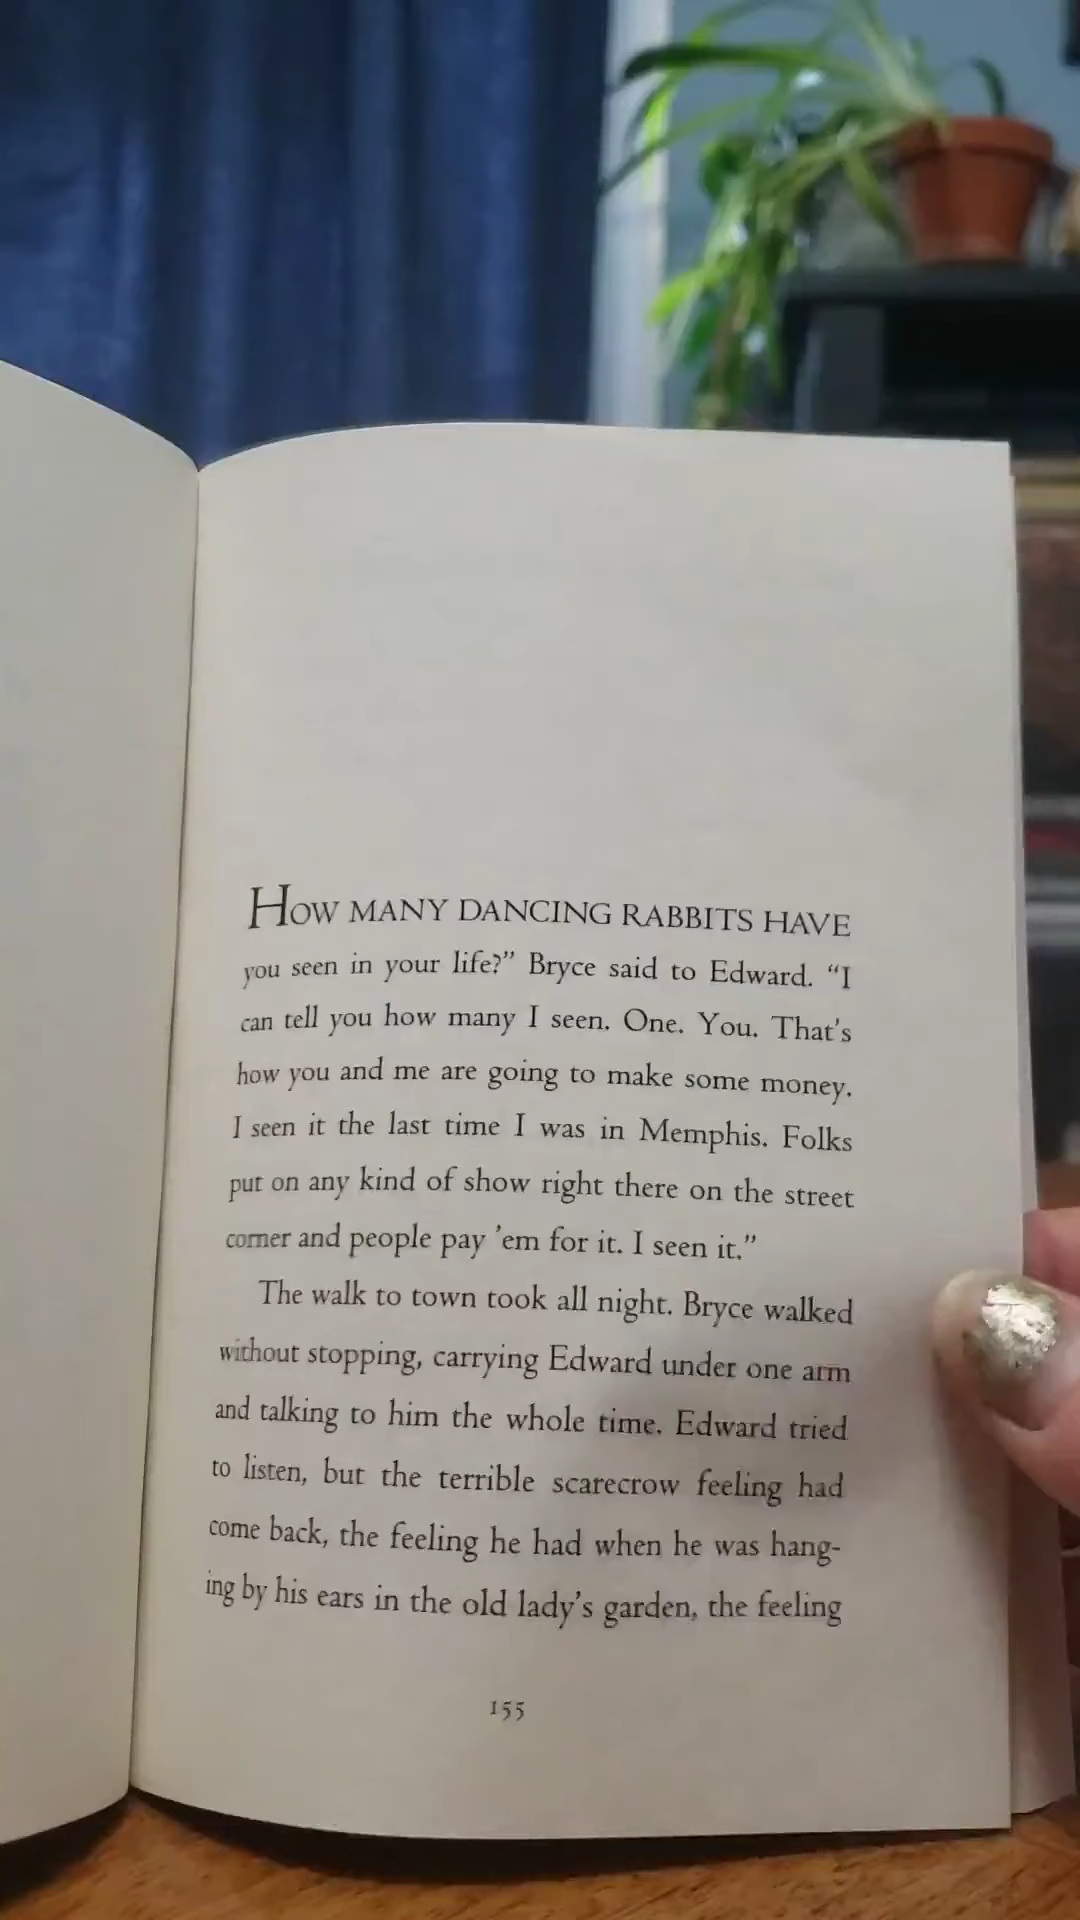 HOW MANY DANCING RABBITS HAVE
you seen in your life?” Bryce said to Edward. “I
can tell you how many I seen. One. You. That’s
how you and me are going to make some money.
I seen it the last time I was in Memphis. Folks
put on any kind of show right there on the street
corner and people pay ’em for it. I seen it.”
The walk to town took all night. Bryce walked
without stopping, carrying Edward under one arm
and talking to him the whole time. Edward tried
to listen, but the terrible scarecrow feeling had
come back, the feeling he had when he was hang-
ing by his ears in the old lady’s garden, the feeling
155